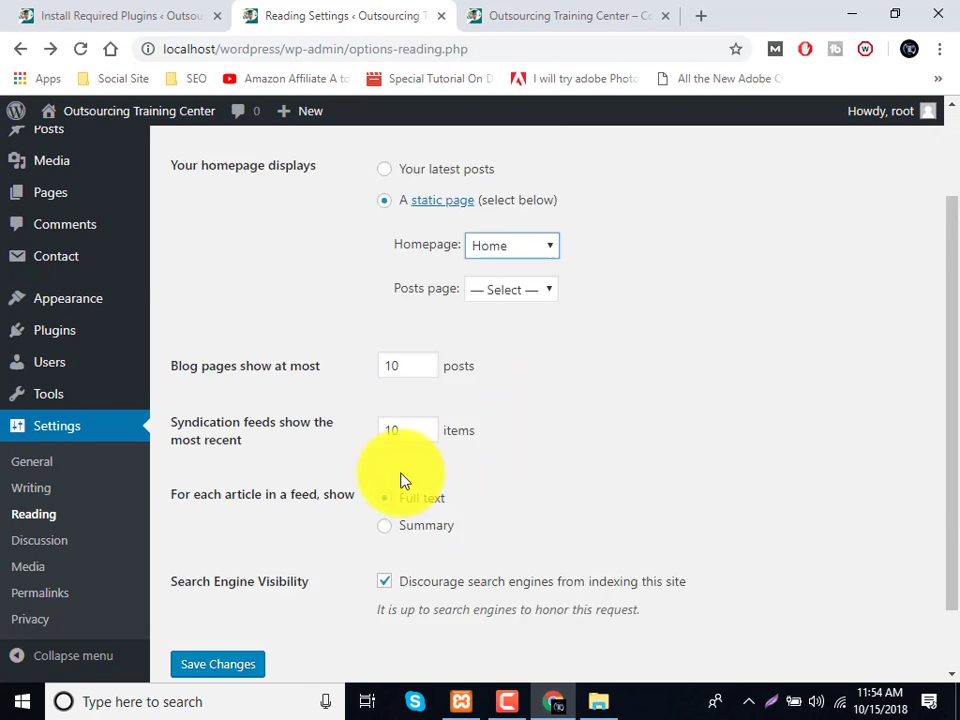 Install Required Plugins ‹ Outsou
Reading Settings ‹ Outsourcing T
Outsourcing Training Center – Co
localhost/wordpress/wp-admin/options-reading.php
Apps
Social Site
SEO
Amazon Affiliate A to
Special Tutorial On D
I will try adobe Photo
All the New Adobe C
»
Outsourcing Training Center
0
New
Howdy, root
Posts
Media
Pages
Comments
Contact
Appearance
Plugins
Users
Tools
Settings
General
Writing
Reading
Discussion
Media
Permalinks
Privacy
Collapse menu
Your homepage displays
Your latest posts
A static page (select below)
Homepage: Home
Posts page: — Select —
Blog pages show at most
10 posts
Syndication feeds show the
most recent
10 items
For each article in a feed, show
Full text
Summary
Search Engine Visibility
Discourage search engines from indexing this site
It is up to search engines to honor this request.
Save Changes
Type here to search
11:54 AM
10/15/2018